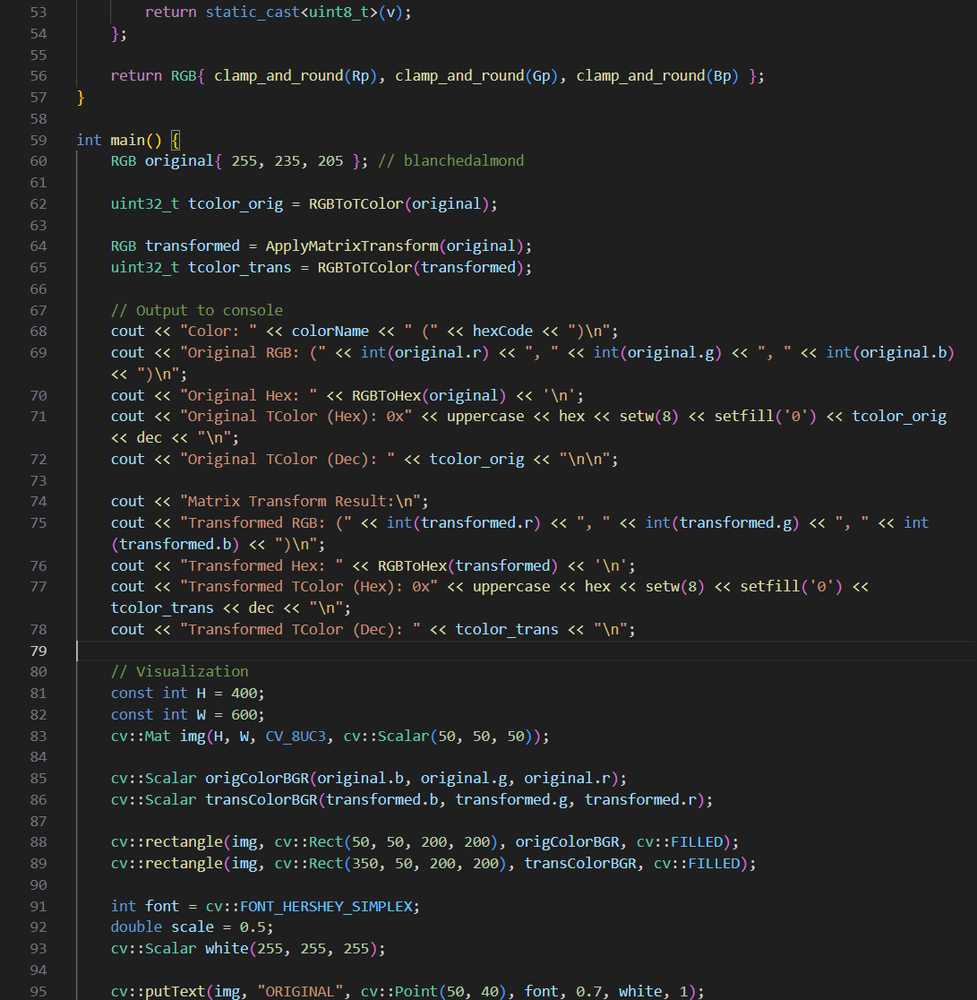 53 return static_cast<uint8_t>(v);
54 };
55
56 return RGB{ clamp_and_round(Rp), clamp_and_round(Gp), clamp_and_round(Bp) };
57 }
58
59 int main() {
60 RGB original{ 255, 235, 205 }; // blanchedalmond
61
62 uint32_t tcolor_orig = RGBToTColor(original);
63
64 RGB transformed = ApplyMatrixTransform(original);
65 uint32_t tcolor_trans = RGBToTColor(transformed);
66
67 // Output to console
68 cout << "Color: " << colorName << " (" << hexCode << ")\n";
69 cout << "Original RGB: (" << int(original.r) << ", " << int(original.g) << ", " << int(original.b)
<< ")\n";
70 cout << "Original Hex: " << RGBToHex(original) << '\n';
71 cout << "Original TColor (Hex): 0x" << uppercase << hex << setw(8) << setfill('0') << tcolor_orig
<< dec << "\n";
72 cout << "Original TColor (Dec): " << tcolor_orig << "\n\n";
73
74 cout << "Matrix Transform Result:\n";
75 cout << "Transformed RGB: (" << int(transformed.r) << ", " << int(transformed.g) << ", " << int
(transformed.b) << ")\n";
76 cout << "Transformed Hex: " << RGBToHex(transformed) << '\n';
77 cout << "Transformed TColor (Hex): 0x" << uppercase << hex << setw(8) << setfill('0') <<
tcolor_trans << dec << "\n";
78 cout << "Transformed TColor (Dec): " << tcolor_trans << "\n";
79
80 // Visualization
81 const int H = 400;
82 const int W = 600;
83 cv::Mat img(H, W, CV_8UC3, cv::Scalar(50, 50, 50));
84
85 cv::Scalar origColorBGR(original.b, original.g, original.r);
86 cv::Scalar transColorBGR(transformed.b, transformed.g, transformed.r);
87
88 cv::rectangle(img, cv::Rect(50, 50, 200, 200), origColorBGR, cv::FILLED);
89 cv::rectangle(img, cv::Rect(350, 50, 200, 200), transColorBGR, cv::FILLED);
90
91 int font = cv::FONT_HERSHEY_SIMPLEX;
92 double scale = 0.5;
93 cv::Scalar white(255, 255, 255);
94
95 cv::putText(img, "ORIGINAL", cv::Point(50, 40), font, 0.7, white, 1);